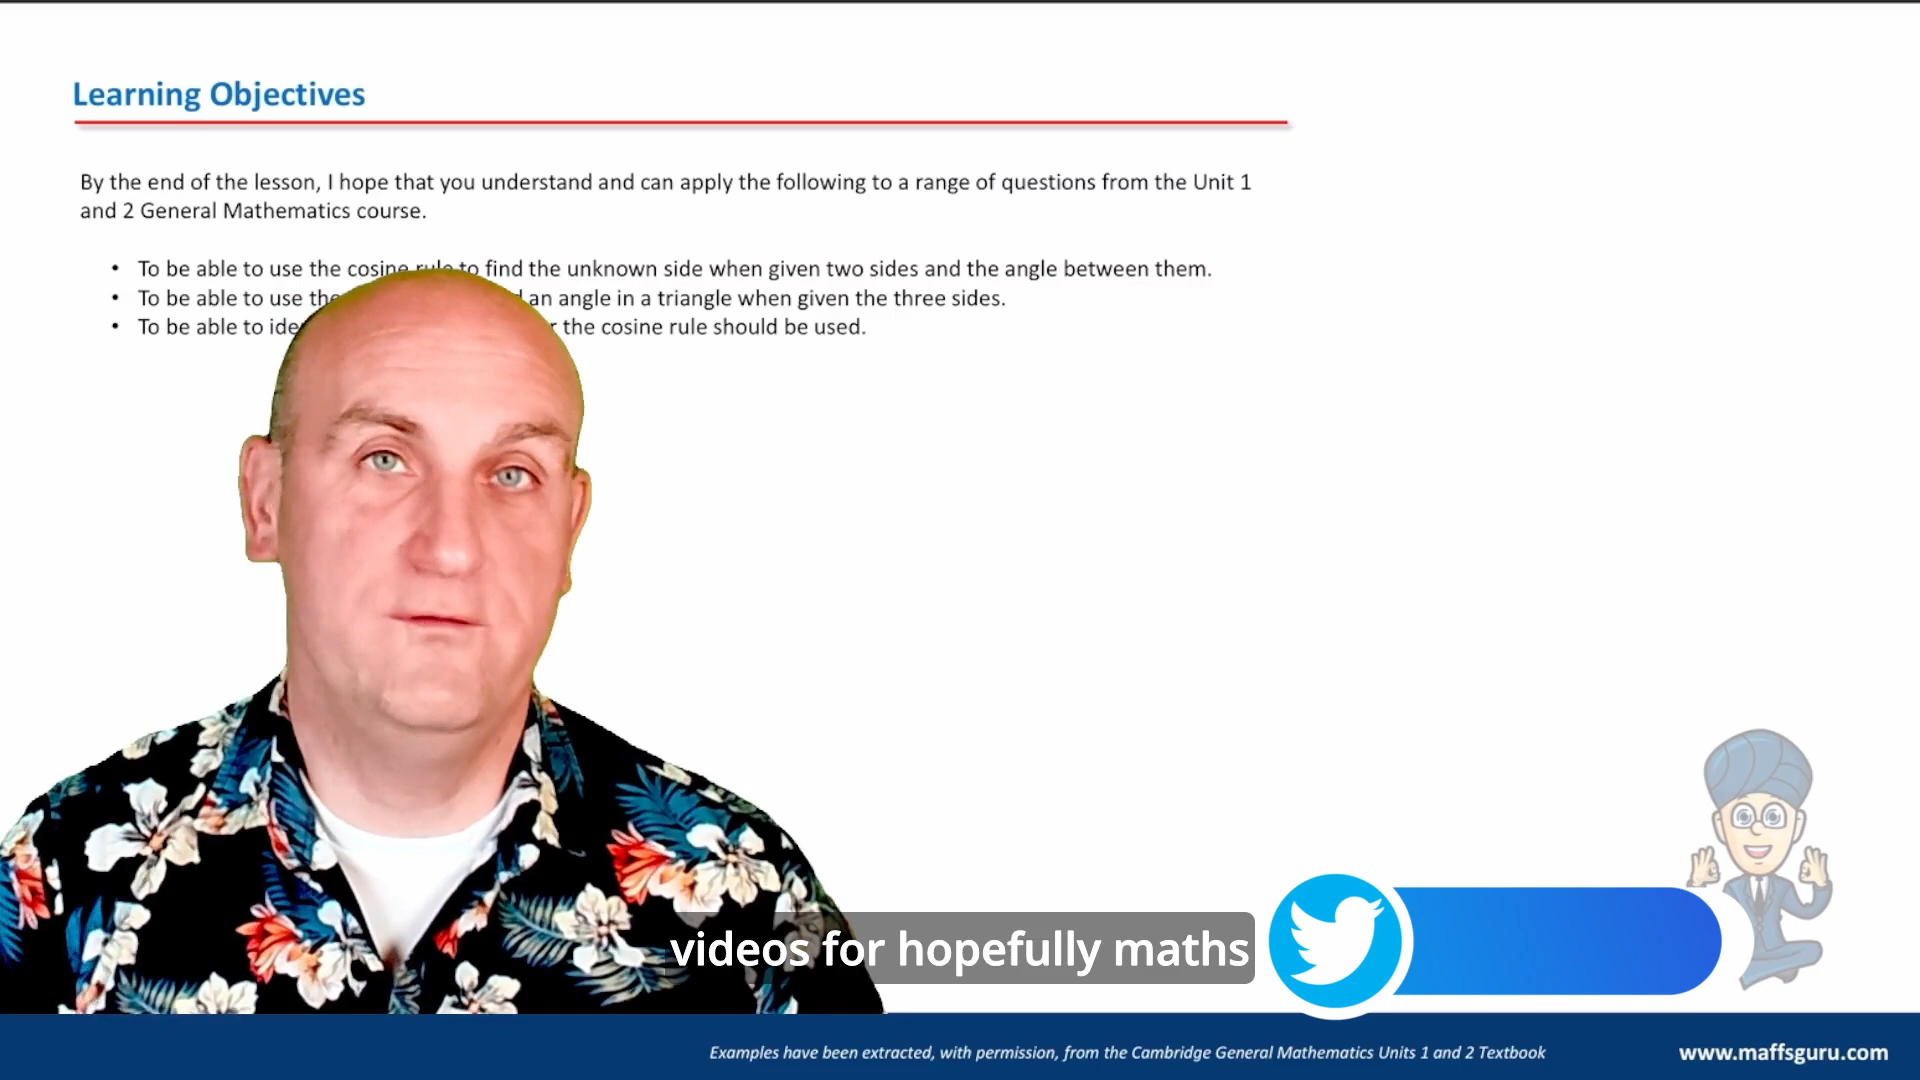 Learning Objectives
By the end of the lesson, I hope that you understand and can apply the following to a range of questions from the Unit 1
and 2 General Mathematics course.
• To be able to use the cosine rule to find the unknown side when given two sides and the angle between them.
• To be able to use the an angle in a triangle when given the three sides.
• To be able to the cosine rule should be used.
videos for hopefully maths
Examples have been extracted, with permission, from the Cambridge General Mathematics Units 1 and 2 Textbook
www.maffsguru.com